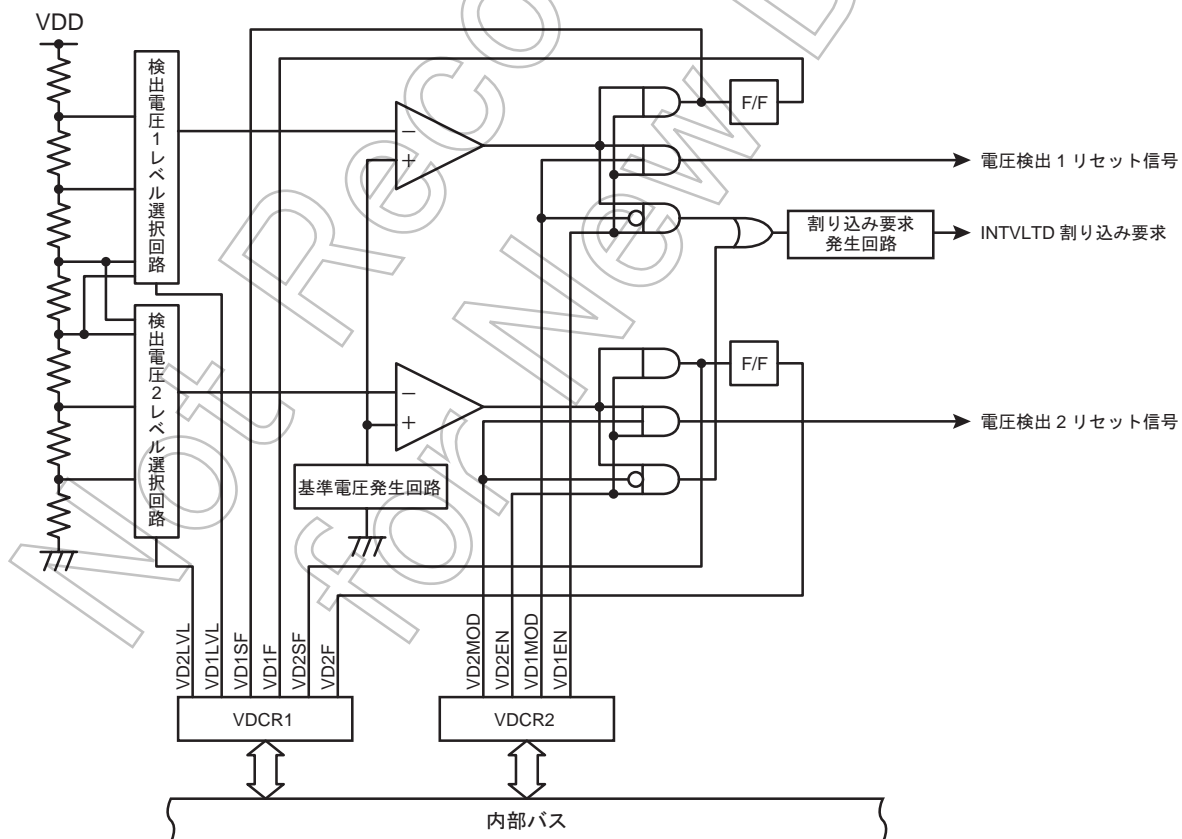 VDD
検出電圧1レベル選択回路
検出電圧2レベル選択回路
−
+
−
+
基準電圧発生回路
F/F
F/F
電圧検出 1 リセット信号
割り込み要求
発生回路
INTVLTD 割り込み要求
電圧検出 2 リセット信号
VD2LVL
VD1LVL
VD1SF
VD1F
VD2SF
VD2F
VD2MOD
VD2EN
VD1MOD
VD1EN
VDCR1
VDCR2
内部バス
Not Reco
for New D